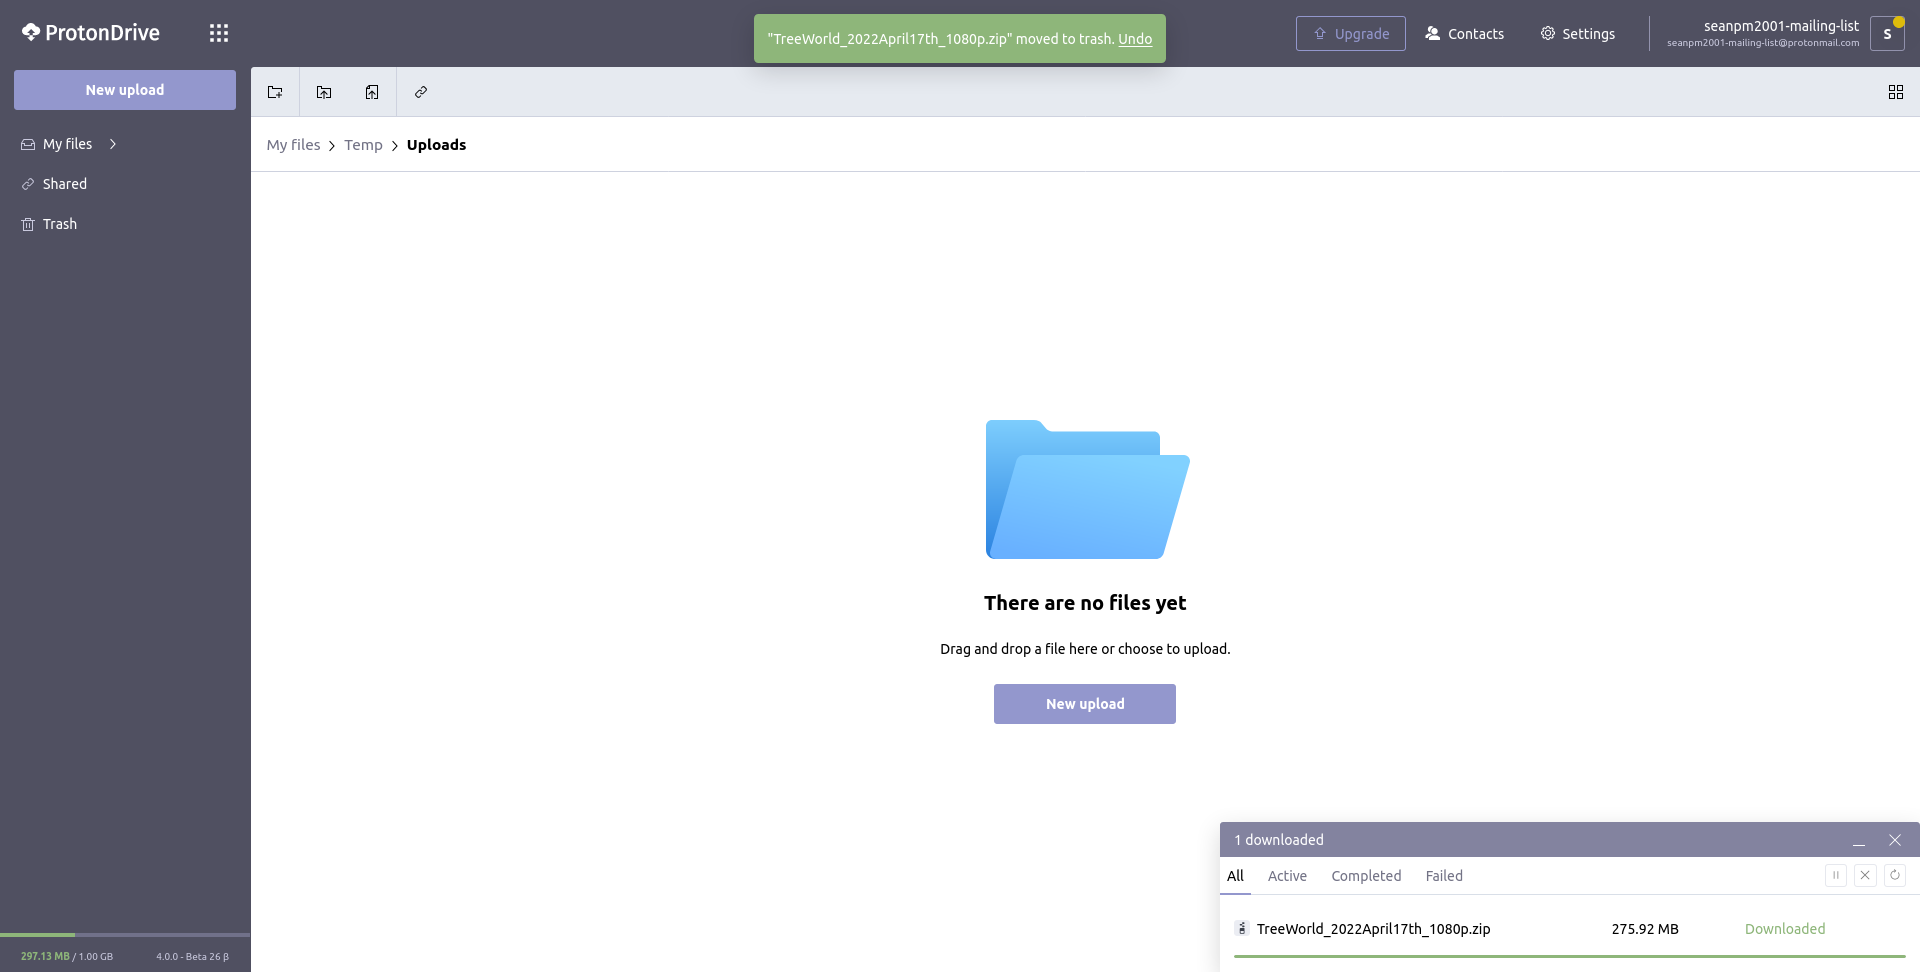 ProtonDrive
"TreeWorld_2022April17th_1080p.zip" moved to trash. Undo
Upgrade
Contacts
Settings
seanpm2001-mailing-list
seanpm2001-mailing-list@protonmail.com
S
New upload
My files
Shared
Trash
My files > Temp > Uploads
There are no files yet
Drag and drop a file here or choose to upload.
New upload
1 downloaded
All Active Completed Failed
TreeWorld_2022April17th_1080p.zip 275.92 MB Downloaded
297.13 MB / 1.00 GB 4.0.0 - Beta 26 β